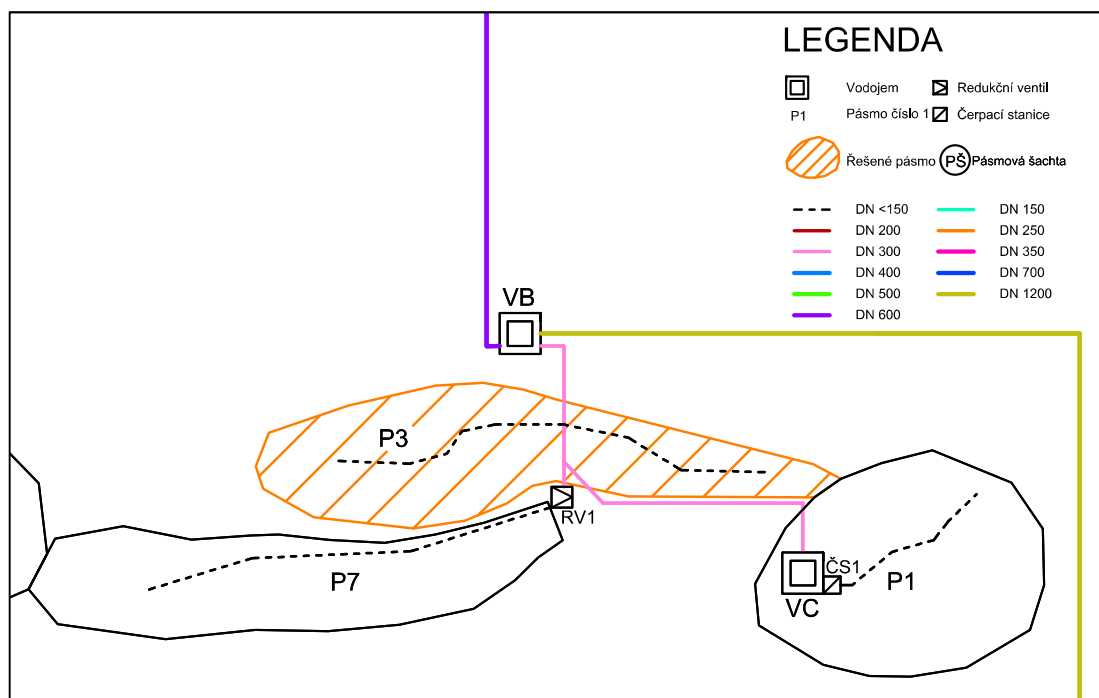 LEGENDA
Vodojem
Redukční ventil
P1
Pásmo číslo 1
Čerpací stanice
Řešené pásmo
PŠ
Pásmová šachta
DN <150
DN 150
DN 200
DN 250
DN 300
DN 350
DN 400
DN 700
DN 500
DN 1200
DN 600
VB
P3
RV1
ČS1
P7
P1
VC